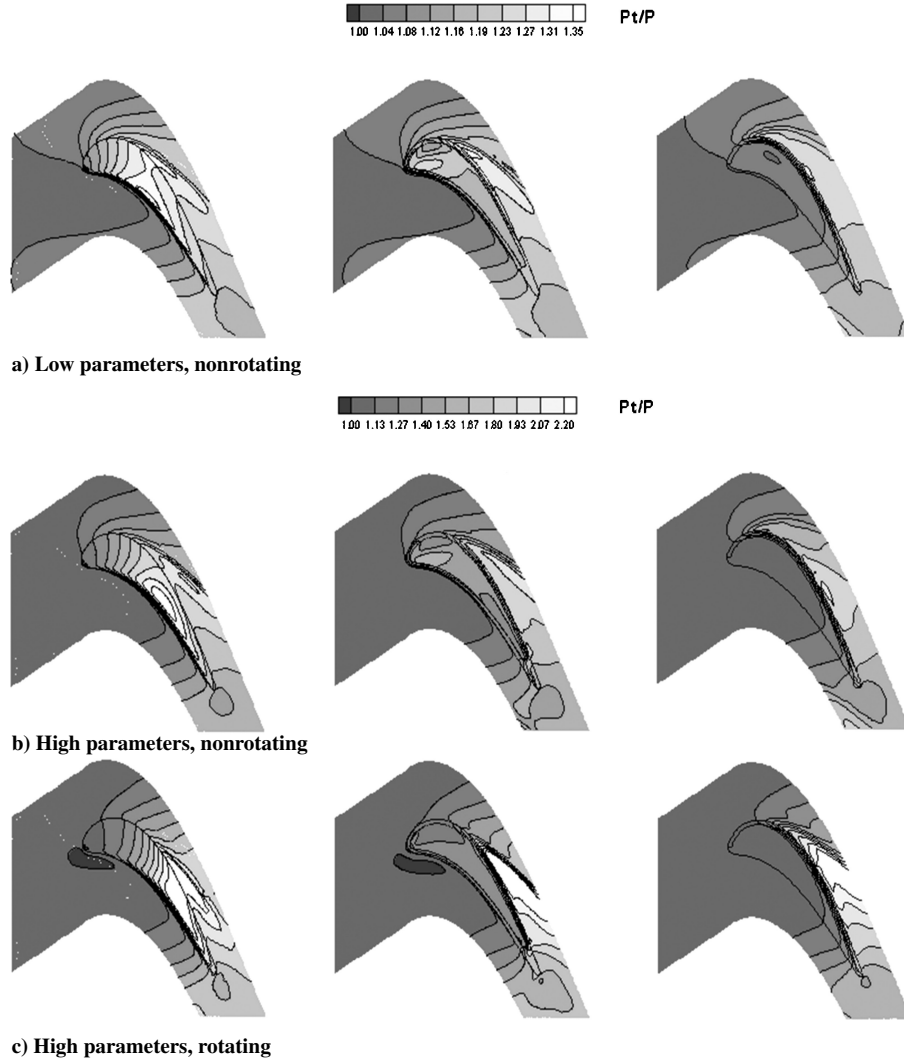 Pt/P
1.00 1.04 1.08 1.12 1.16 1.19 1.23 1.27 1.31 1.35
a) Low parameters, nonrotating
Pt/P
1.00 1.13 1.27 1.40 1.53 1.67 1.80 1.93 2.07 2.20
b) High parameters, nonrotating
c) High parameters, rotating